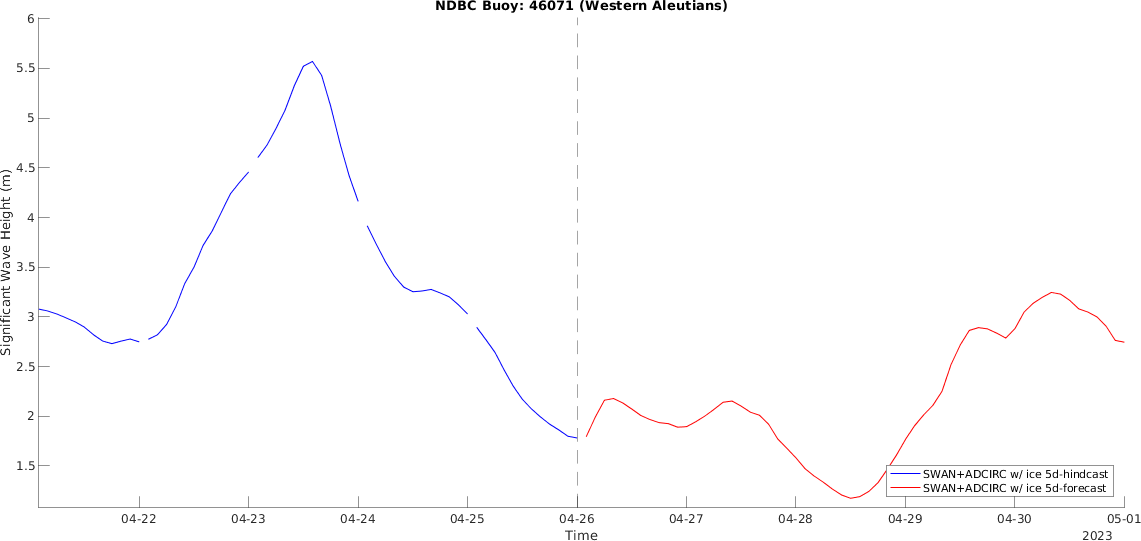 NDBC Buoy: 46071 (Western Aleutians)
6
5.5
5
4.5
4
3.5
3
2.5
2
1.5
Significant Wave Height (m)
SWAN+ADCIRC w/ ice 5d-hindcast
SWAN+ADCIRC w/ ice 5d-forecast
04-22 04-23 04-24 04-25 04-26 04-27 04-28 04-29 04-30 05-01
Time
2023